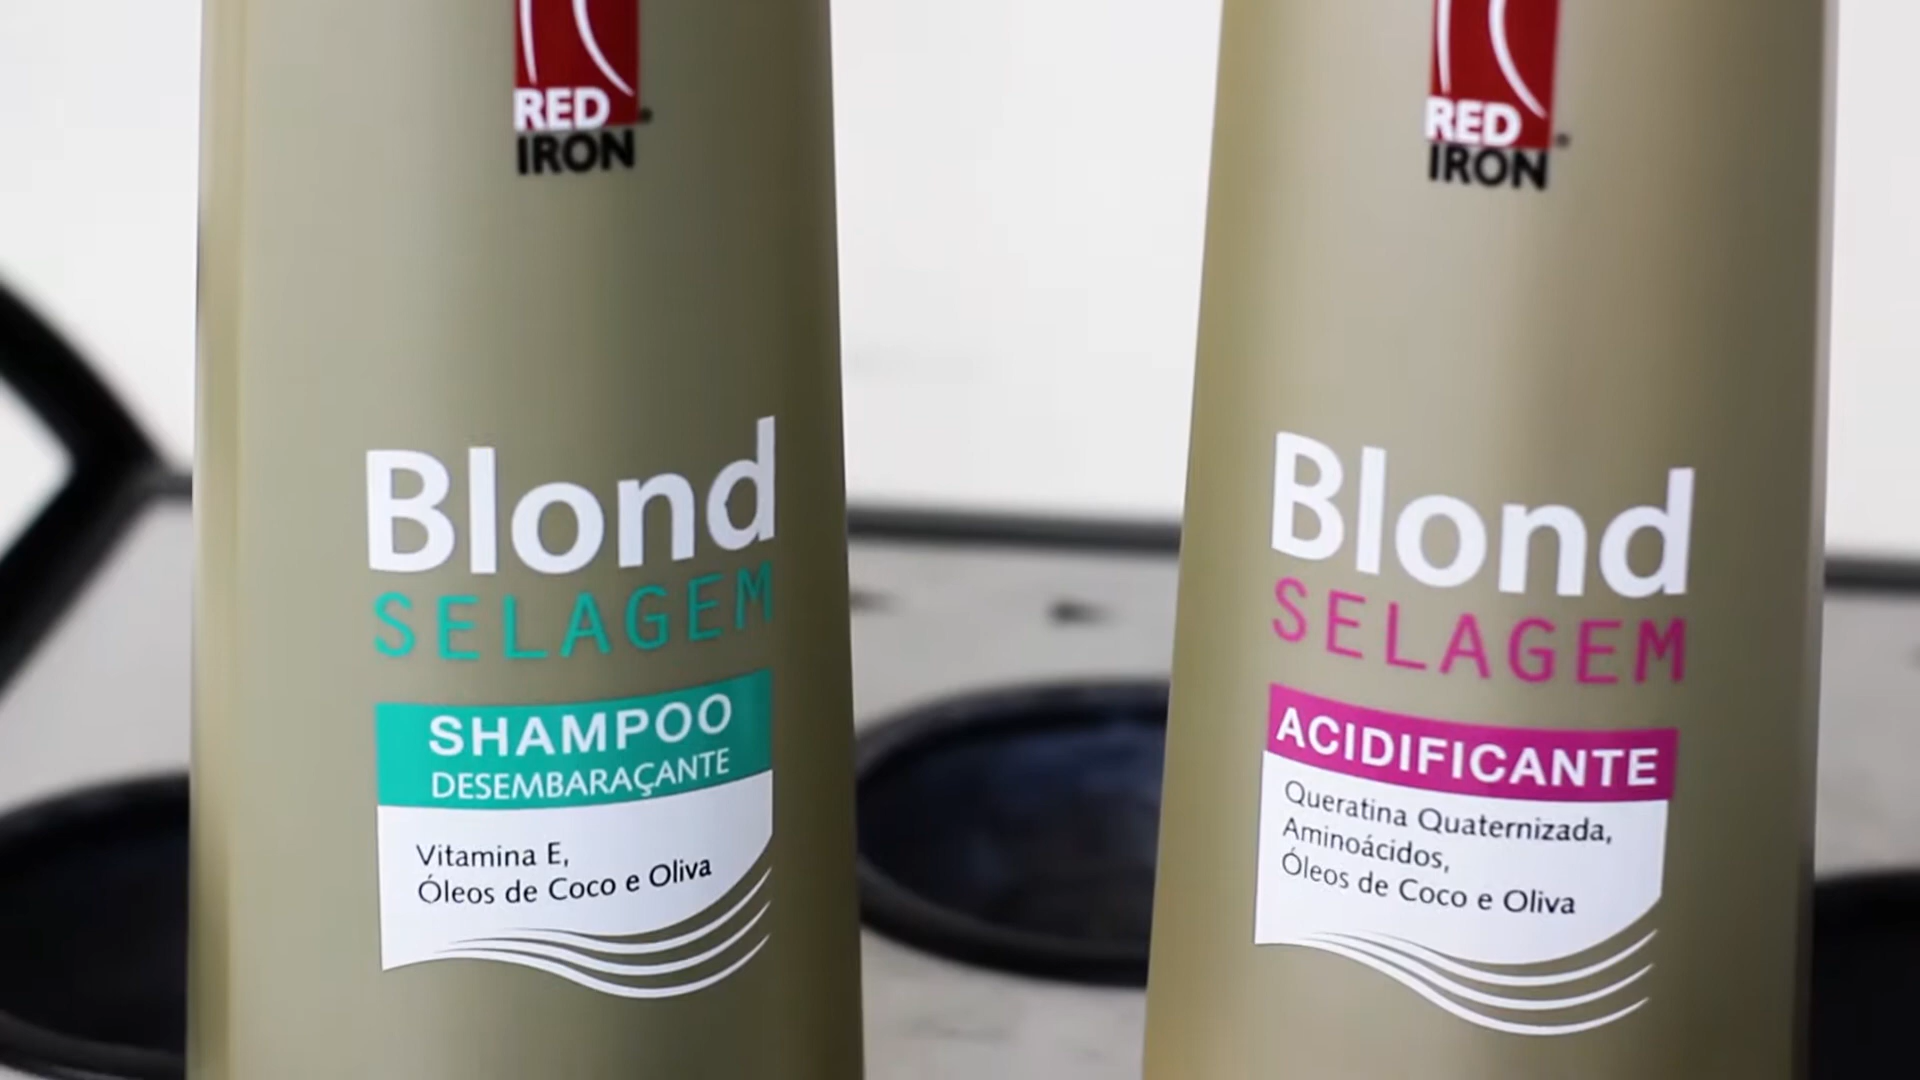 RED
IRON
Blond
SELAGEM
SHAMPOO
DESEMBARAÇANTE
Vitamina E,
Óleos de Coco e Oliva
RED
IRON
Blond
SELAGEM
ACIDIFICANTE
Queratina Quaternizada,
Aminoácidos,
Óleos de Coco e Oliva